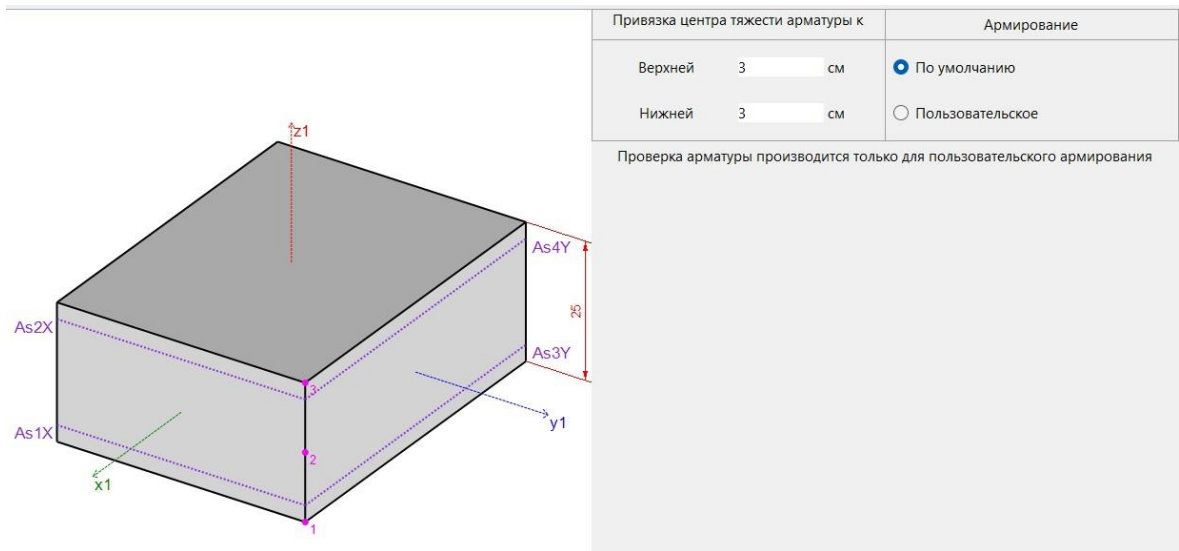 Привязка центра тяжести арматуры к
Армирование
Верхней 3 см
По умолчанию
Нижней 3 см
Пользовательское
Проверка арматуры производится только для пользовательского армирования
z1
As4Y
25
As2X
3
As3Y
y1
As1X
2
x1
1